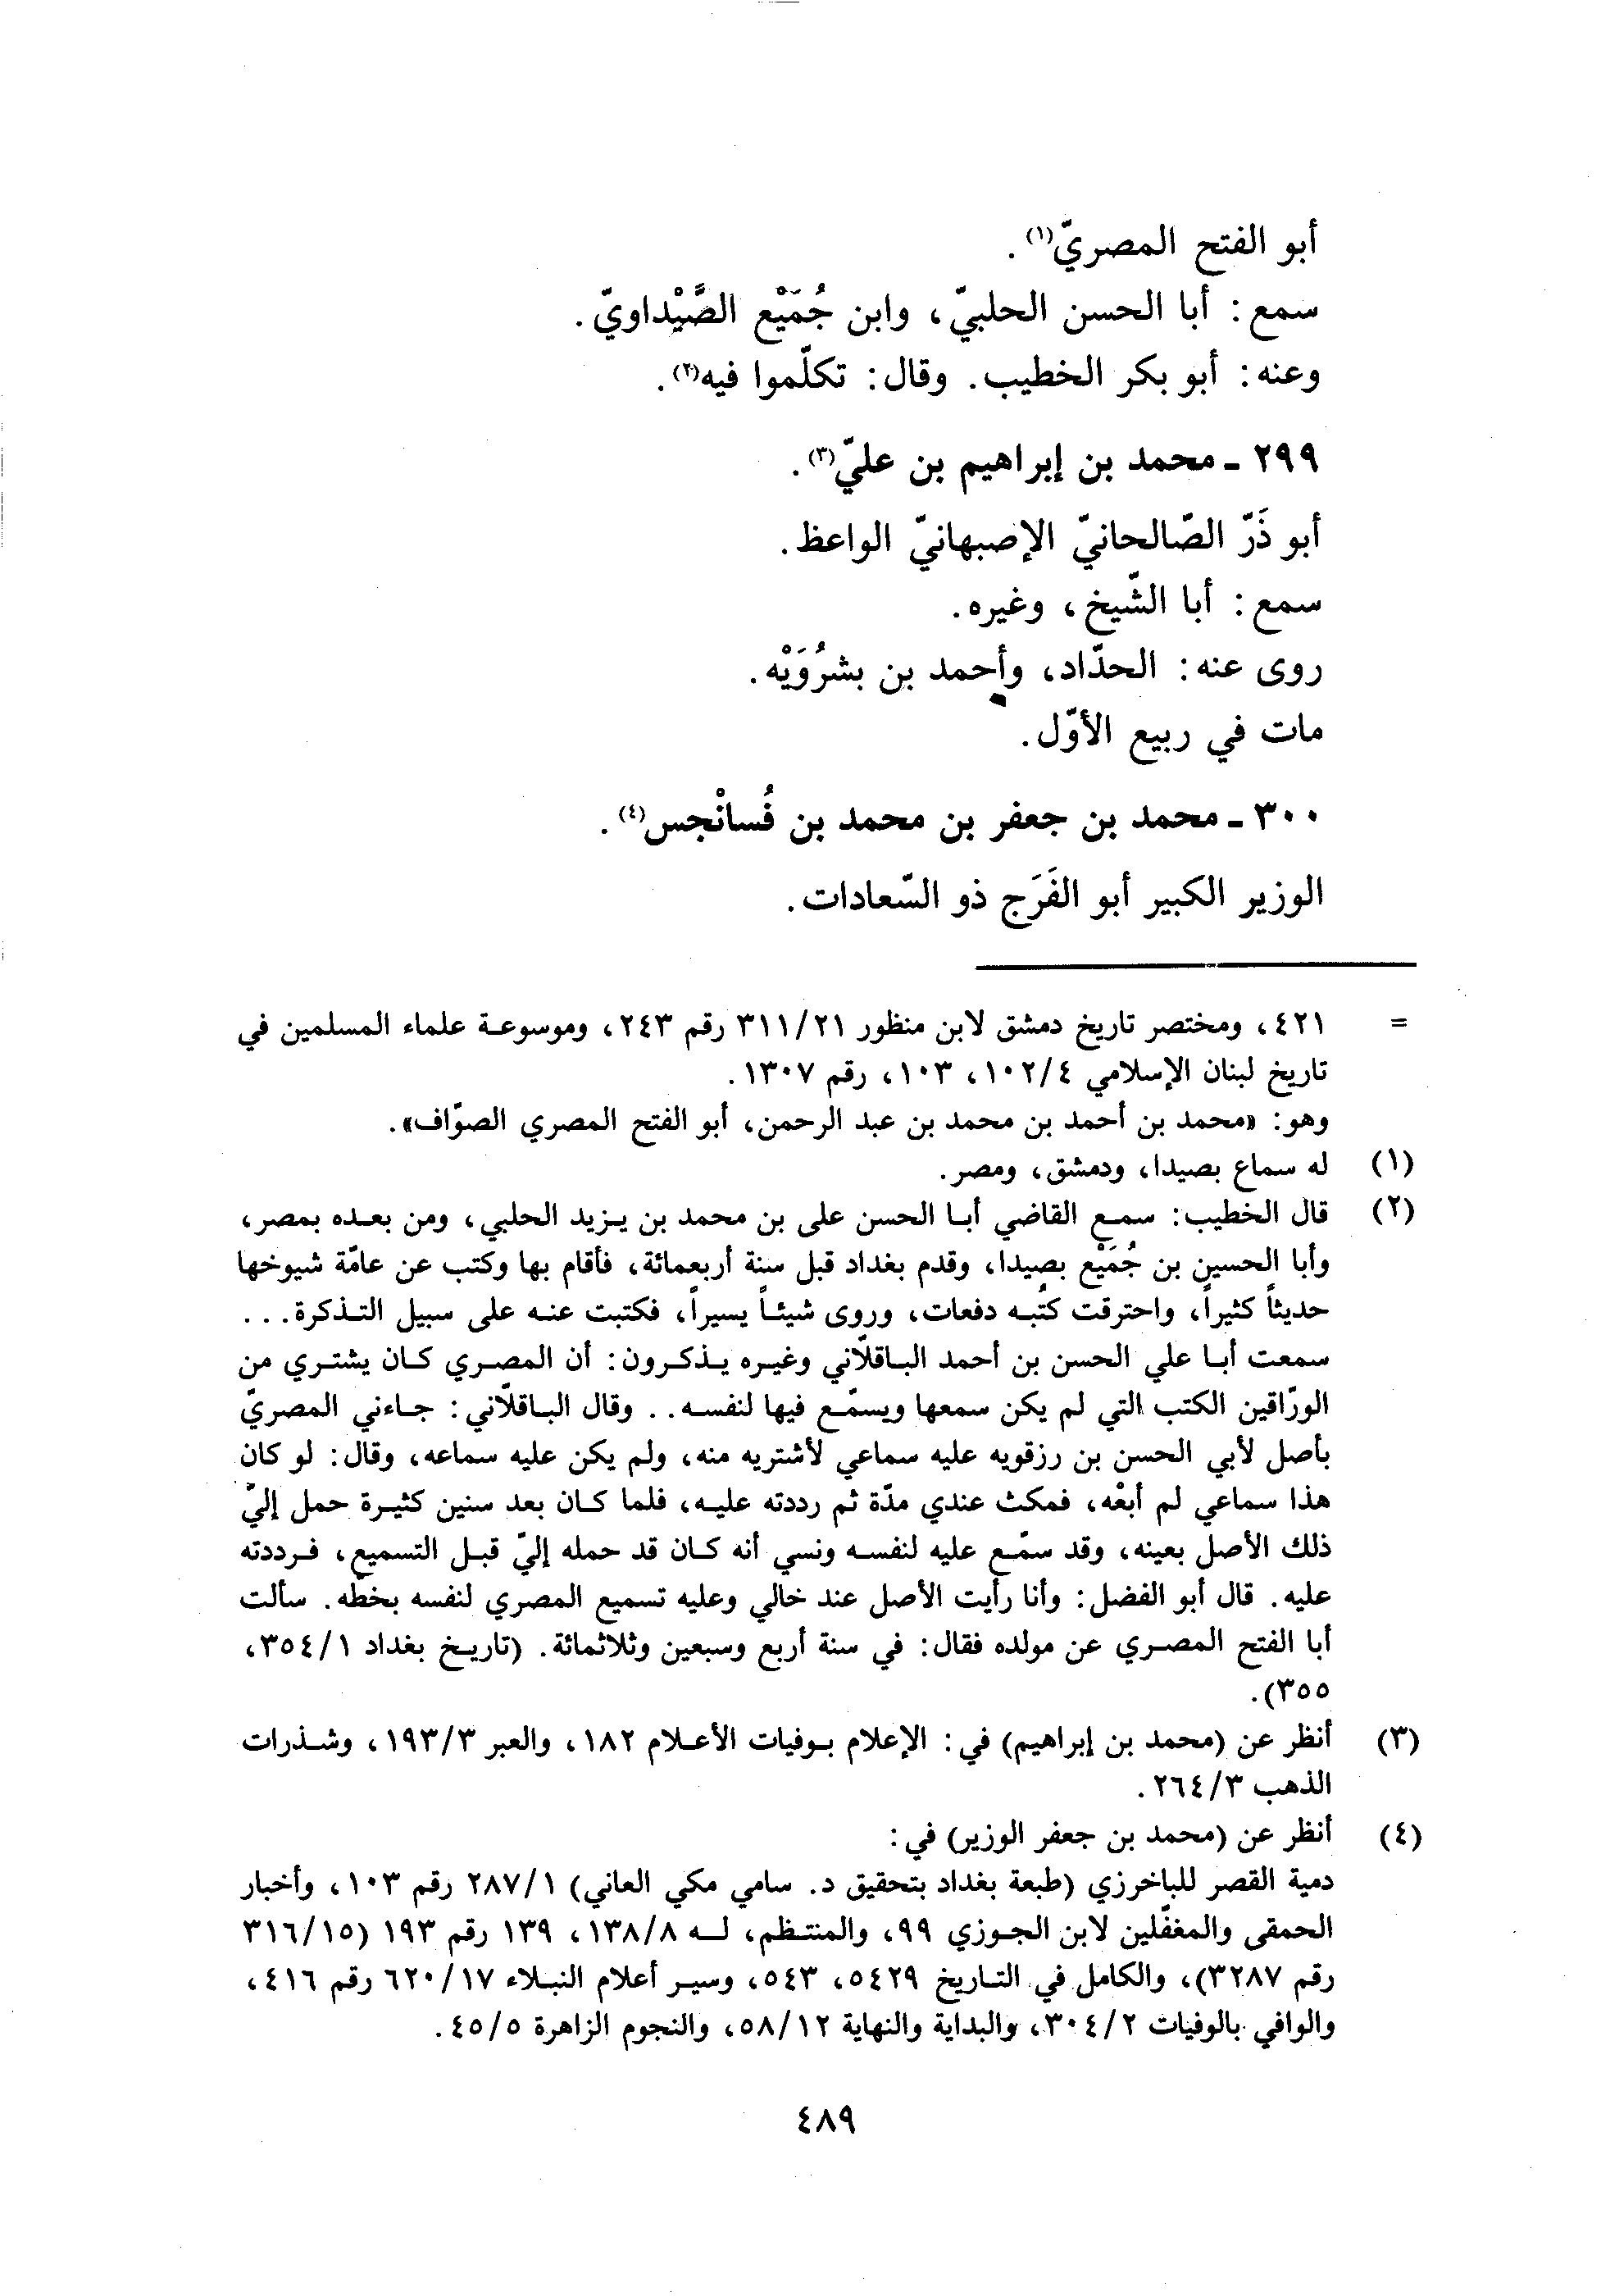 أبو الفتح المصريّ(١).
سمع: أبا الحسن الحلبيّ، وابن جُمَيْع الصَّيْداويّ.
وعنه: أبو بكر الخطيب. وقال: تكلّموا فيه(٢).
٢٩٩ ـ محمد بن إبراهيم بن عليّ(٣).
أبو ذَرّ الصّالحانيّ الإصبهانيّ الواعظ.
سمع: أبا الشّيخ، وغيره.
روى عنه: الحدّاد، وأحمد بن بشرُوَيْه.
مات في ربيع الأوّل.
٣٠٠ ـ محمد بن جعفر بن محمد بن فُسانْجس(٤).
الوزير الكبير أبو الفَرَج ذو السّعادات.
= ٤٢١، ومختصر تاريخ دمشق لابن منظور ٣١١/٢١ رقم ٢٤٣، وموسوعة علماء المسلمين في
تاريخ لبنان الإسلامي ١٠٢/٤، ١٠٣، رقم ١٣٠٧.
وهو: «محمد بن أحمد بن محمد بن عبد الرحمن، أبو الفتح المصري الصوّاف».
(١) له سماع بصيدا، ودمشق، ومصر.
(٢) قال الخطيب: سمع القاضي أبا الحسن على بن محمد بن يزيد الحلبي، ومن بعده بمصر،
وأبا الحسين بن جُمَيْع بصيدا، وقدم بغداد قبل سنة أربعمائة، فأقام بها وكتب عن عامّة شيوخها
حديثاً كثيراً، واحترقت كتُبه دفعات، وروى شيئاً يسيراً، فكتبت عنه على سبيل التذكرة...
سمعت أبا علي الحسن بن أحمد الباقلّاني وغيره يذكرون: أن المصري كان يشتري من
الورّاقين الكتب التي لم يكن سمعها ويسمّع فيها لنفسه.. وقال الباقلّاني: جاءني المصريّ
بأصل لأبي الحسن بن رزقويه عليه سماعي لأشتريه منه، ولم يكن عليه سماعه، وقال: لو كان
هذا سماعي لم أبعْه، فمكث عندي مدّة ثم رددته عليه، فلما كان بعد سنين كثيرة حمل إليّ
ذلك الأصل بعينه، وقد سمّع عليه لنفسه ونسي أنه كان قد حمله إليّ قبل التسميع، فرددته
عليه. قال أبو الفضل: وأنا رأيت الأصل عند خالي وعليه تسميع المصري لنفسه بخطّه. سألت
أبا الفتح المصري عن مولده فقال: في سنة أربع وسبعين وثلاثمائة. (تاريخ بغداد ٣٥٤/١،
٣٥٥).
(٣) أنظر عن (محمد بن إبراهيم) في: الإعلام بوفيات الأعلام ١٨٢، والعبر ١٩٣/٣، وشذرات
الذهب ٢٦٤/٣.
(٤) أنظر عن (محمد بن جعفر الوزير) في:
دمية القصر للباخرزي (طبعة بغداد بتحقيق د. سامي مكي العاني) ٢٨٧/١ رقم ١٠٣، وأخبار
الحمقى والمغفّلين لابن الجوزي ٩٩، والمنتظم، له ١٣٨/٨، ١٣٩ رقم ١٩٣ (٣١٦/١٥
رقم ٣٢٨٧)، والكامل في التاريخ ٥٤٢٩، ٥٤٣، وسير أعلام النبلاء ٦٢٠/١٧ رقم ٤١٦،
والوافي بالوفيات ٣٠٤/٢، والبداية والنهاية ٥٨/١٢، والنجوم الزاهرة ٤٥/٥.
٤٨٩